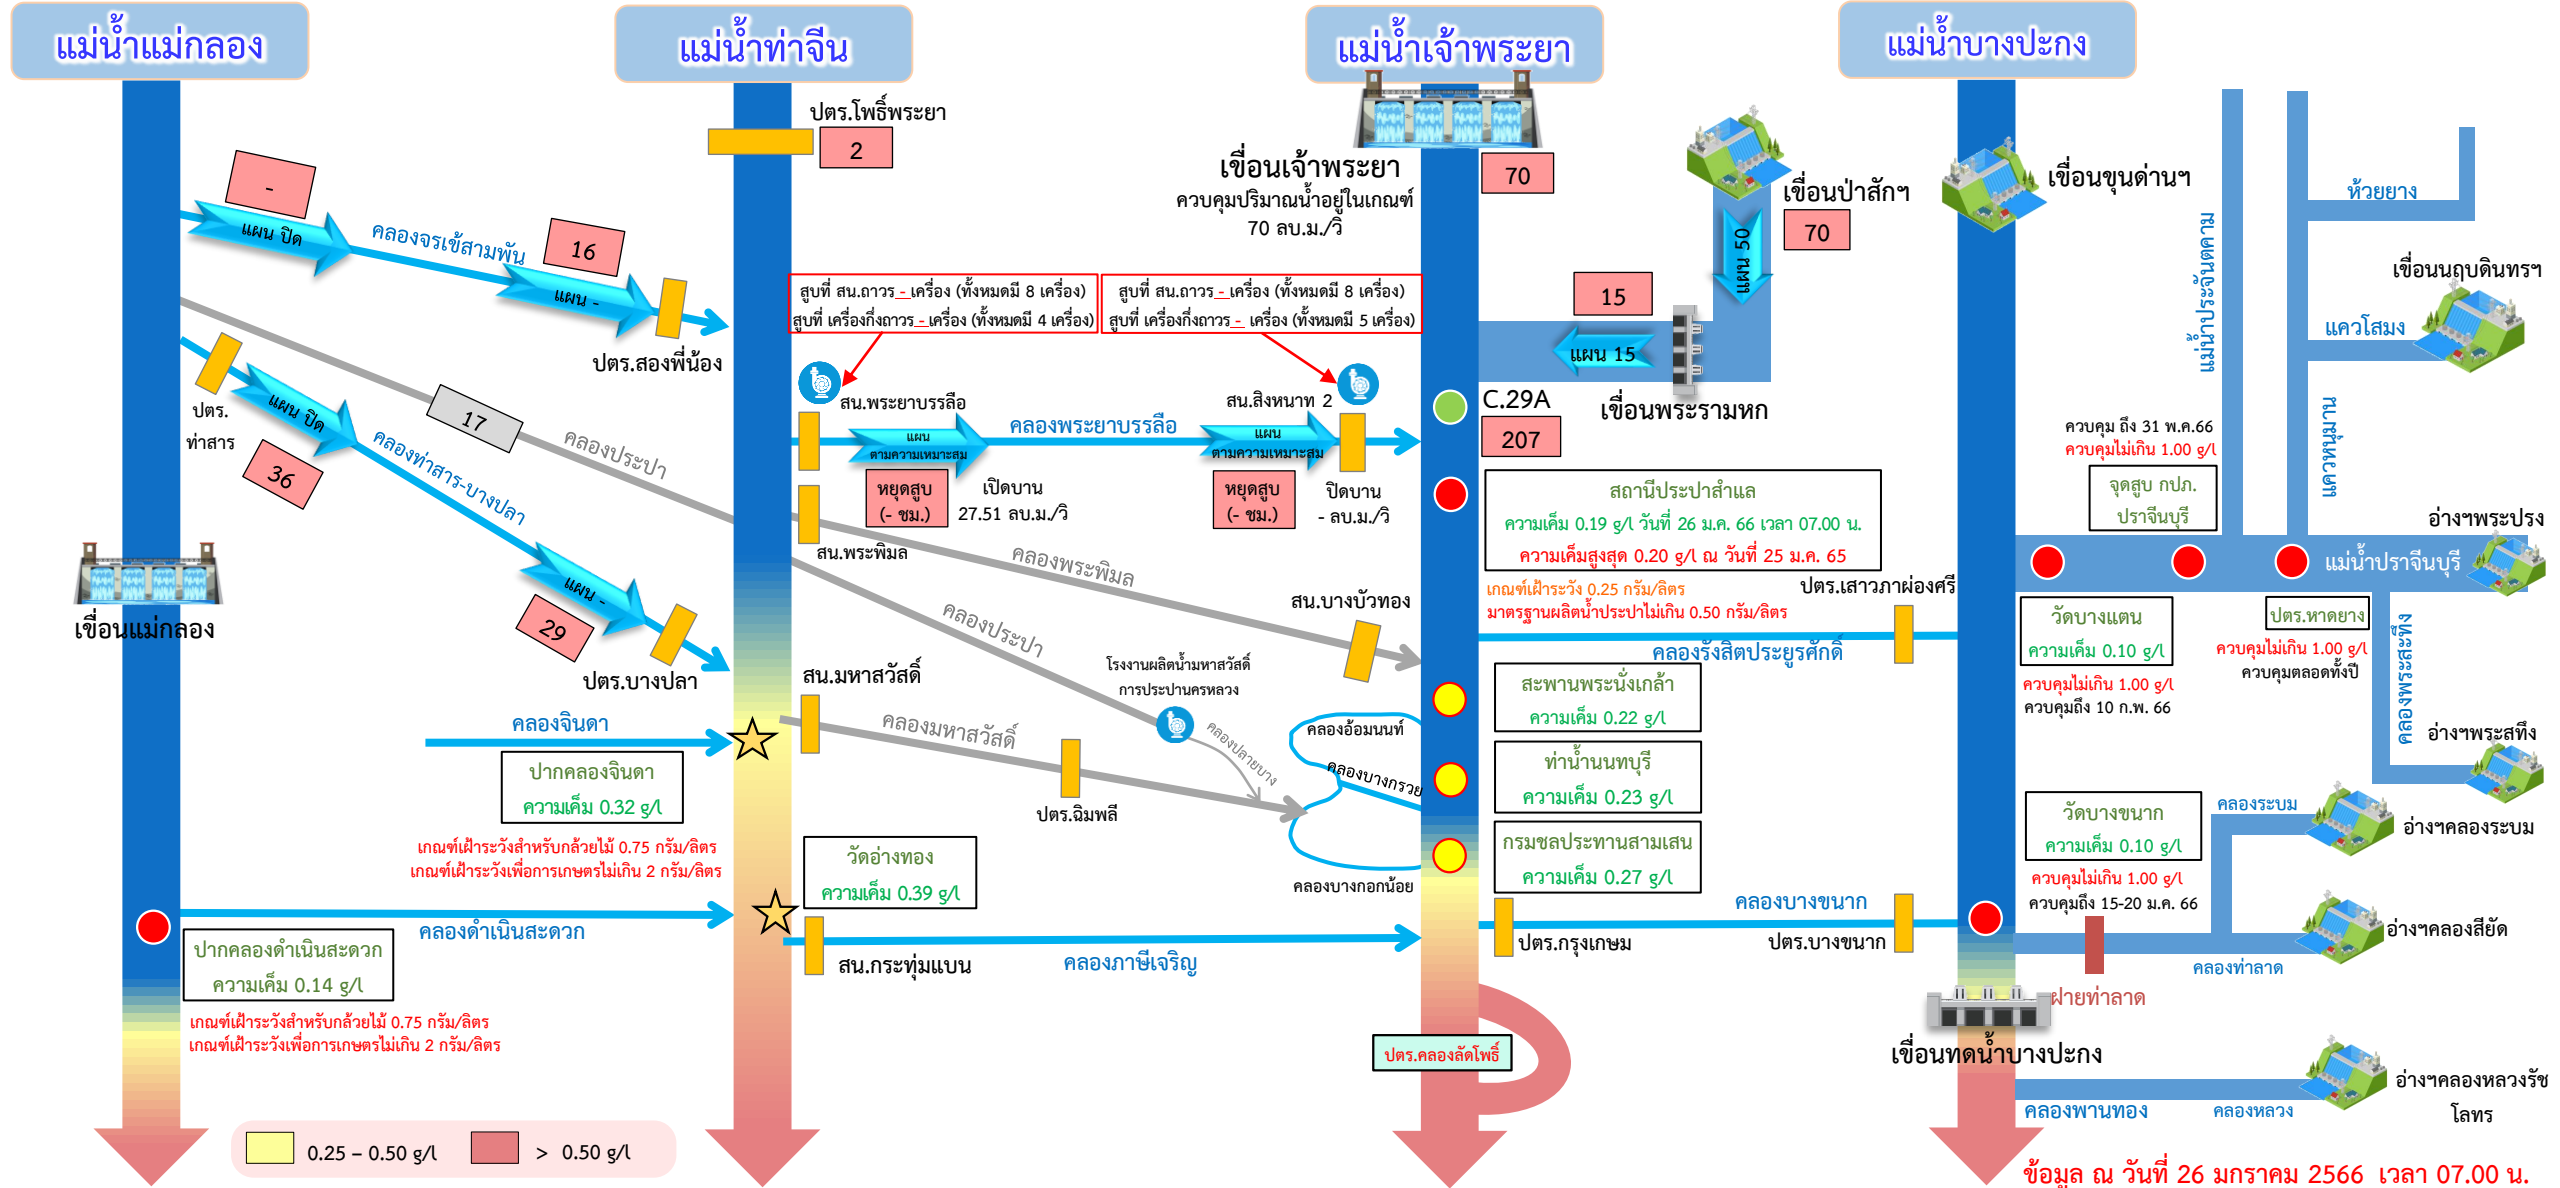 แม่น้ำแม่กลอง
แม่น้ำท่าจีน
แม่น้ำเจ้าพระยา
แม่น้ำบางปะกง
-
แผน ปิด
คลองจรเข้สามพัน
16
แผน -
ปตร.สองพี่น้อง
ปตร.
ท่าสาร
แผน ปิด
36
17
คลองประปา
คลองท่าสาร-บางปลา
แผน -
29
ปตร.บางปลา
เขื่อนแม่กลอง
คลองจินดา
ปากคลองจินดา
ความเค็ม 0.32 g/l
เกณฑ์เฝ้าระวังสำหรับกล้วยไม้ 0.75 กรัม/ลิตร
เกณฑ์เฝ้าระวังเพื่อการเกษตรไม่เกิน 2 กรัม/ลิตร
คลองดำเนินสะดวก
ปากคลองดำเนินสะดวก
ความเค็ม 0.14 g/l
เกณฑ์เฝ้าระวังสำหรับกล้วยไม้ 0.75 กรัม/ลิตร
เกณฑ์เฝ้าระวังเพื่อการเกษตรไม่เกิน 2 กรัม/ลิตร
0.25 – 0.50 g/l
> 0.50 g/l
ปตร.โพธิ์พระยา
2
สูบที่ สน.ถาวร - เครื่อง (ทั้งหมดมี 8 เครื่อง)
สูบที่ เครื่องกึ่งถาวร - เครื่อง (ทั้งหมดมี 4 เครื่อง)
สูบที่ สน.ถาวร - เครื่อง (ทั้งหมดมี 8 เครื่อง)
สูบที่ เครื่องกึ่งถาวร - เครื่อง (ทั้งหมดมี 5 เครื่อง)
สน.พระยาบรรลือ
แผน
ตามความเหมาะสม
หยุดสูบ
(- ชม.)
เปิดบาน
27.51 ลบ.ม./วิ
คลองพระยาบรรลือ
สน.สิงหนาท 2
แผน
ตามความเหมาะสม
หยุดสูบ
(- ชม.)
ปิดบาน
- ลบ.ม./วิ
สน.พระพิมล
คลองพระพิมล
สน.บางบัวทอง
คลองประปา
โรงงานผลิตน้ำมหาสวัสดิ์
การประปานครหลวง
คลองปลายบาง
สน.มหาสวัสดิ์
คลองมหาสวัสดิ์
ปตร.ฉิมพลี
คลองอ้อมนนท์
คลองบางกรวย
คลองบางกอกน้อย
วัดอ่างทอง
ความเค็ม 0.39 g/l
สน.กระทุ่มแบน
คลองภาษีเจริญ
เขื่อนเจ้าพระยา
ควบคุมปริมาณน้ำอยู่ในเกณฑ์
70 ลบ.ม./วิ
70
เขื่อนป่าสักฯ
70
แผน 50
15
แผน 15
เขื่อนพระรามหก
C.29A
207
สถานีประปาสำแล
ความเค็ม 0.19 g/l วันที่ 26 ม.ค. 66 เวลา 07.00 น.
ความเค็มสูงสุด 0.20 g/l ณ วันที่ 25 ม.ค. 65
เกณฑ์เฝ้าระวัง 0.25 กรัม/ลิตร
มาตรฐานผลิตน้ำประปาไม่เกิน 0.50 กรัม/ลิตร
ปตร.เสาวภาผ่องศรี
คลองรังสิตประยูรศักดิ์
สะพานพระนั่งเกล้า
ความเค็ม 0.22 g/l
ท่าน้ำนนทบุรี
ความเค็ม 0.23 g/l
กรมชลประทานสามเสน
ความเค็ม 0.27 g/l
ปตร.กรุงเกษม
คลองบางขนาก
ปตร.บางขนาก
ปตร.คลองลัดโพธิ์
เขื่อนขุนด่านฯ
แม่น้ำประจันตคาม
ห้วยยาง
เขื่อนนฤบดินทรฯ
แควโสมง
แควหนุมาน
ควบคุม ถึง 31 พ.ค.66
ควบคุมไม่เกิน 1.00 g/l
จุดสูบ กปภ.
ปราจีนบุรี
อ่างฯพระปรง
แม่น้ำปราจีนบุรี
วัดบางแตน
ความเค็ม 0.10 g/l
ควบคุมไม่เกิน 1.00 g/l
ควบคุมถึง 10 ก.พ. 66
ปตร.หาดยาง
ควบคุมไม่เกิน 1.00 g/l
ควบคุมตลอดทั้งปี
คลองพระสะทึง
อ่างฯพระสทึง
วัดบางขนาก
ความเค็ม 0.10 g/l
ควบคุมไม่เกิน 1.00 g/l
ควบคุมถึง 15-20 ม.ค. 66
คลองระบม
อ่างฯคลองระบม
อ่างฯคลองสียัด
คลองท่าลาด
ฝายท่าลาด
เขื่อนทดน้ำบางปะกง
คลองพานทอง
คลองหลวง
อ่างฯคลองหลวงรัช
โลทร
ข้อมูล ณ วันที่ 26 มกราคม 2566 เวลา 07.00 น.